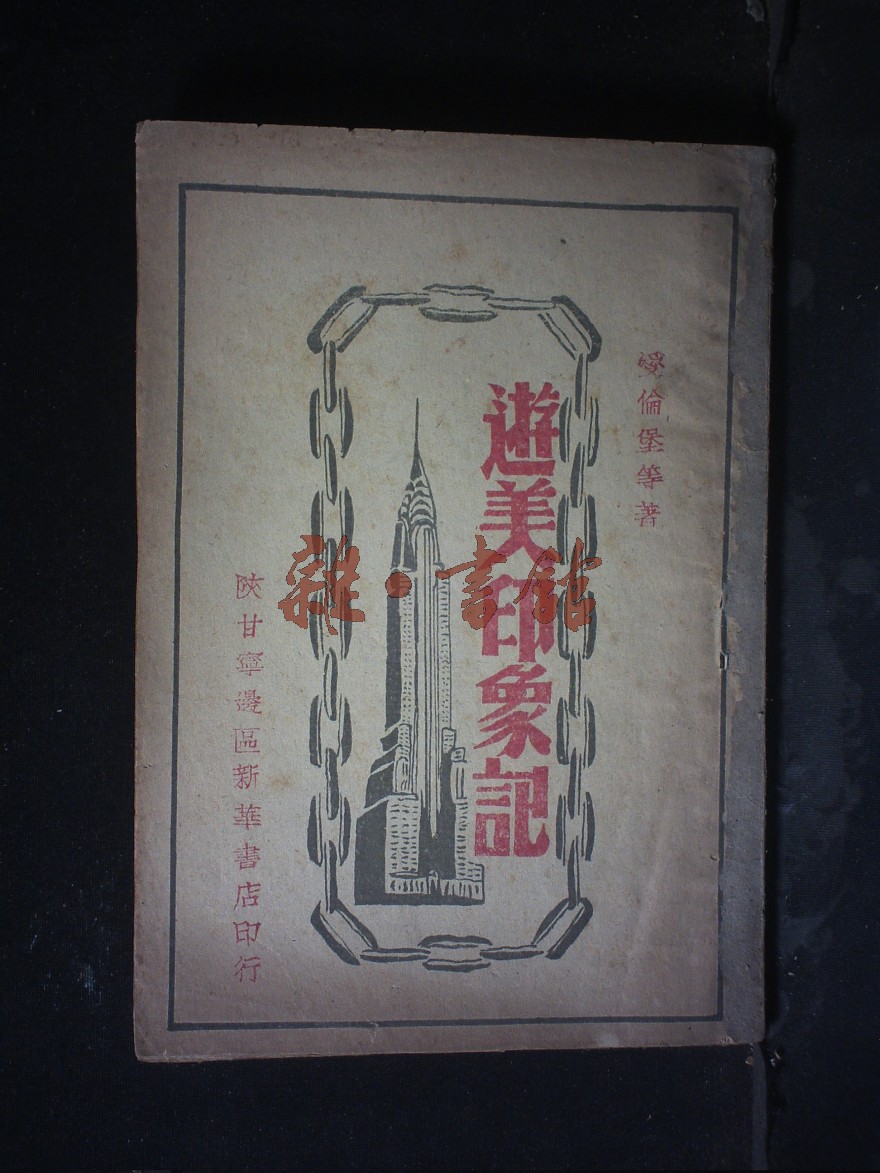 愛倫堡等著
遊美印象記
陝甘寧邊區新華書店印行
雜·書館